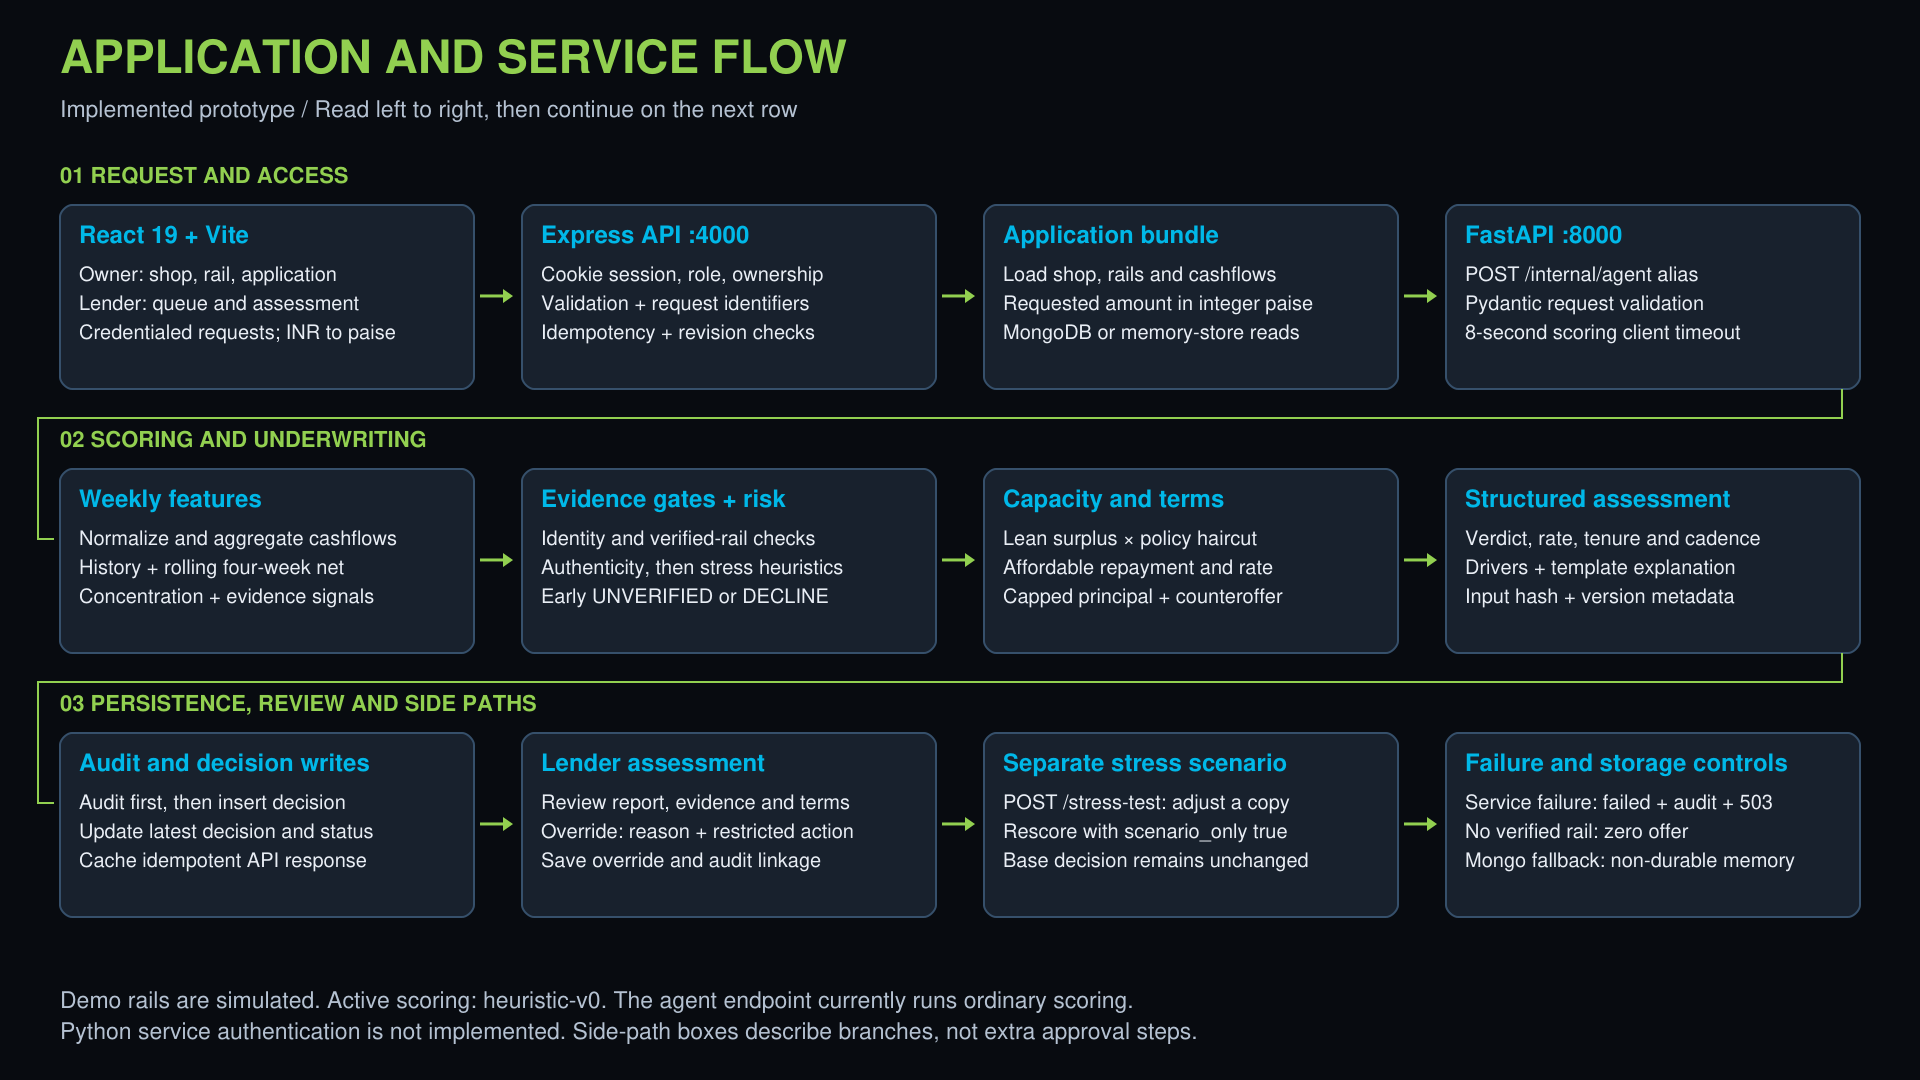 APPLICATION AND SERVICE FLOW
Implemented prototype / Read left to right, then continue on the next row
01 REQUEST AND ACCESS
React 19 + Vite
Owner: shop, rail, application
Lender: queue and assessment
Credentialed requests; INR to paise
Express API :4000
Cookie session, role, ownership
Validation + request identifiers
Idempotency + revision checks
Application bundle
Load shop, rails and cashflows
Requested amount in integer paise
MongoDB or memory-store reads
FastAPI :8000
POST /internal/agent alias
Pydantic request validation
8-second scoring client timeout
02 SCORING AND UNDERWRITING
Weekly features
Normalize and aggregate cashflows
History + rolling four-week net
Concentration + evidence signals
Evidence gates + risk
Identity and verified-rail checks
Authenticity, then stress heuristics
Early UNVERIFIED or DECLINE
Capacity and terms
Lean surplus × policy haircut
Affordable repayment and rate
Capped principal + counteroffer
Structured assessment
Verdict, rate, tenure and cadence
Drivers + template explanation
Input hash + version metadata
03 PERSISTENCE, REVIEW AND SIDE PATHS
Audit and decision writes
Audit first, then insert decision
Update latest decision and status
Cache idempotent API response
Lender assessment
Review report, evidence and terms
Override: reason + restricted action
Save override and audit linkage
Separate stress scenario
POST /stress-test: adjust a copy
Rescore with scenario_only true
Base decision remains unchanged
Failure and storage controls
Service failure: failed + audit + 503
No verified rail: zero offer
Mongo fallback: non-durable memory
Demo rails are simulated. Active scoring: heuristic-v0. The agent endpoint currently runs ordinary scoring.
Python service authentication is not implemented. Side-path boxes describe branches, not extra approval steps.